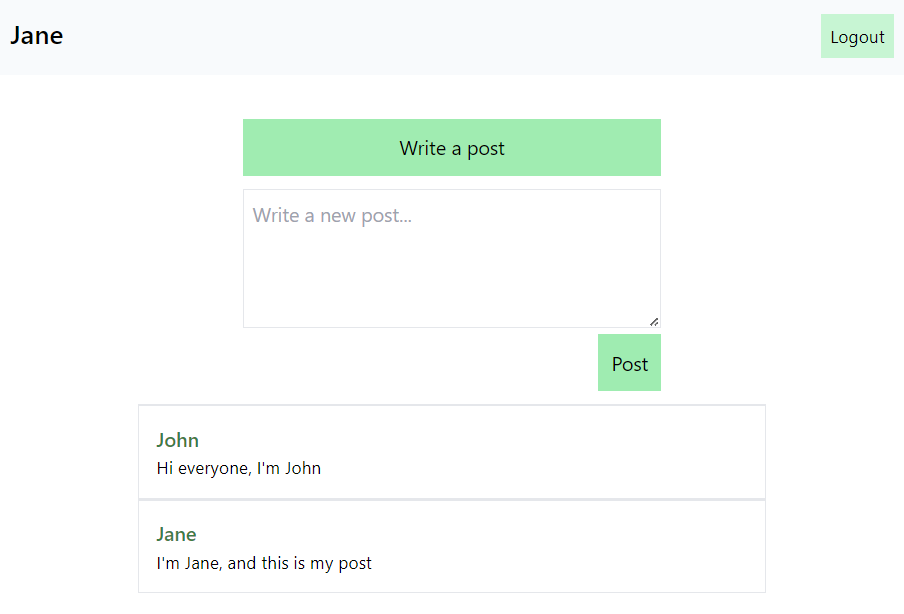 Jane
Logout
Write a post
Write a new post...
Post
John
Hi everyone, I'm John
Jane
I'm Jane, and this is my post